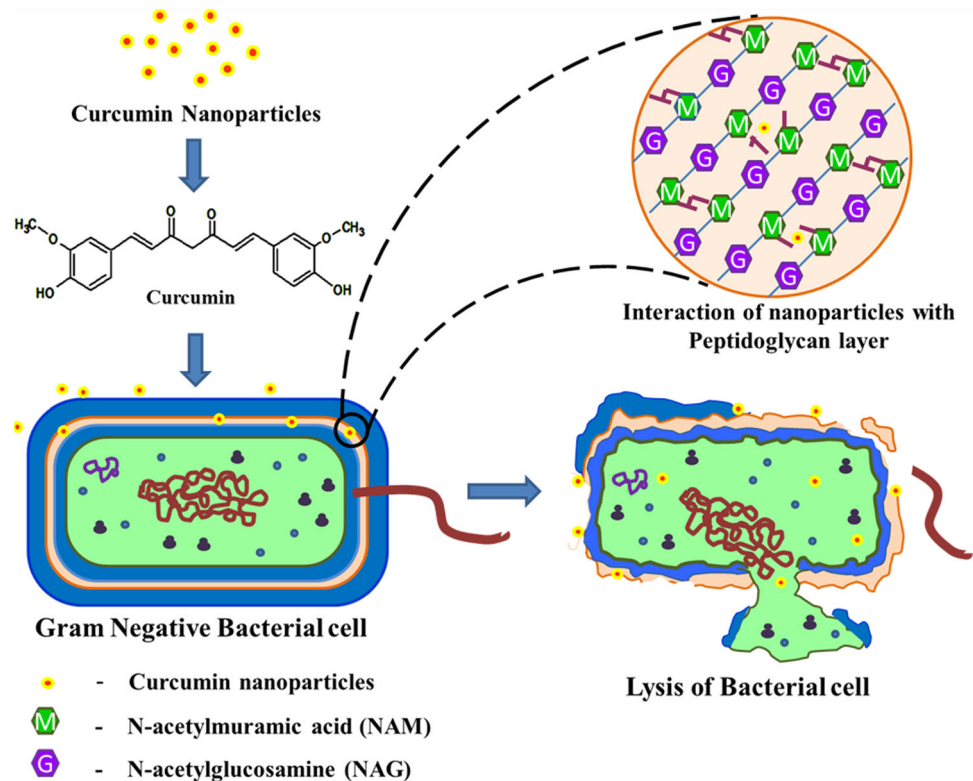 Curcumin Nanoparticles
H₃C
O
O
O
O
CH₃
HO
OH
Curcumin
M
M
G
M
M
G
G
M
M
G
M
G
G
M
G
M
M
G
G
M
M
G
G
M
M
G
G
Interaction of nanoparticles with
Peptidoglycan layer
Gram Negative Bacterial cell
Lysis of Bacterial cell
- Curcumin nanoparticles
M - N-acetylmuramic acid (NAM)
G - N-acetylglucosamine (NAG)